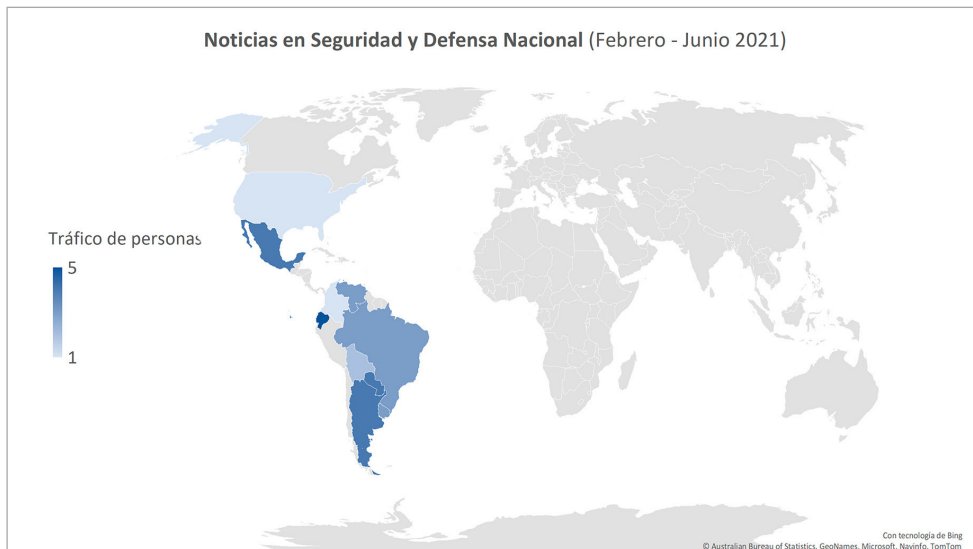 Noticias en Seguridad y Defensa Nacional (Febrero - Junio 2021)
Tráfico de personas
5
1
Con tecnología de Bing
© Australian Bureau of Statistics, GeoNames, Microsoft, Navinfo, TomTom